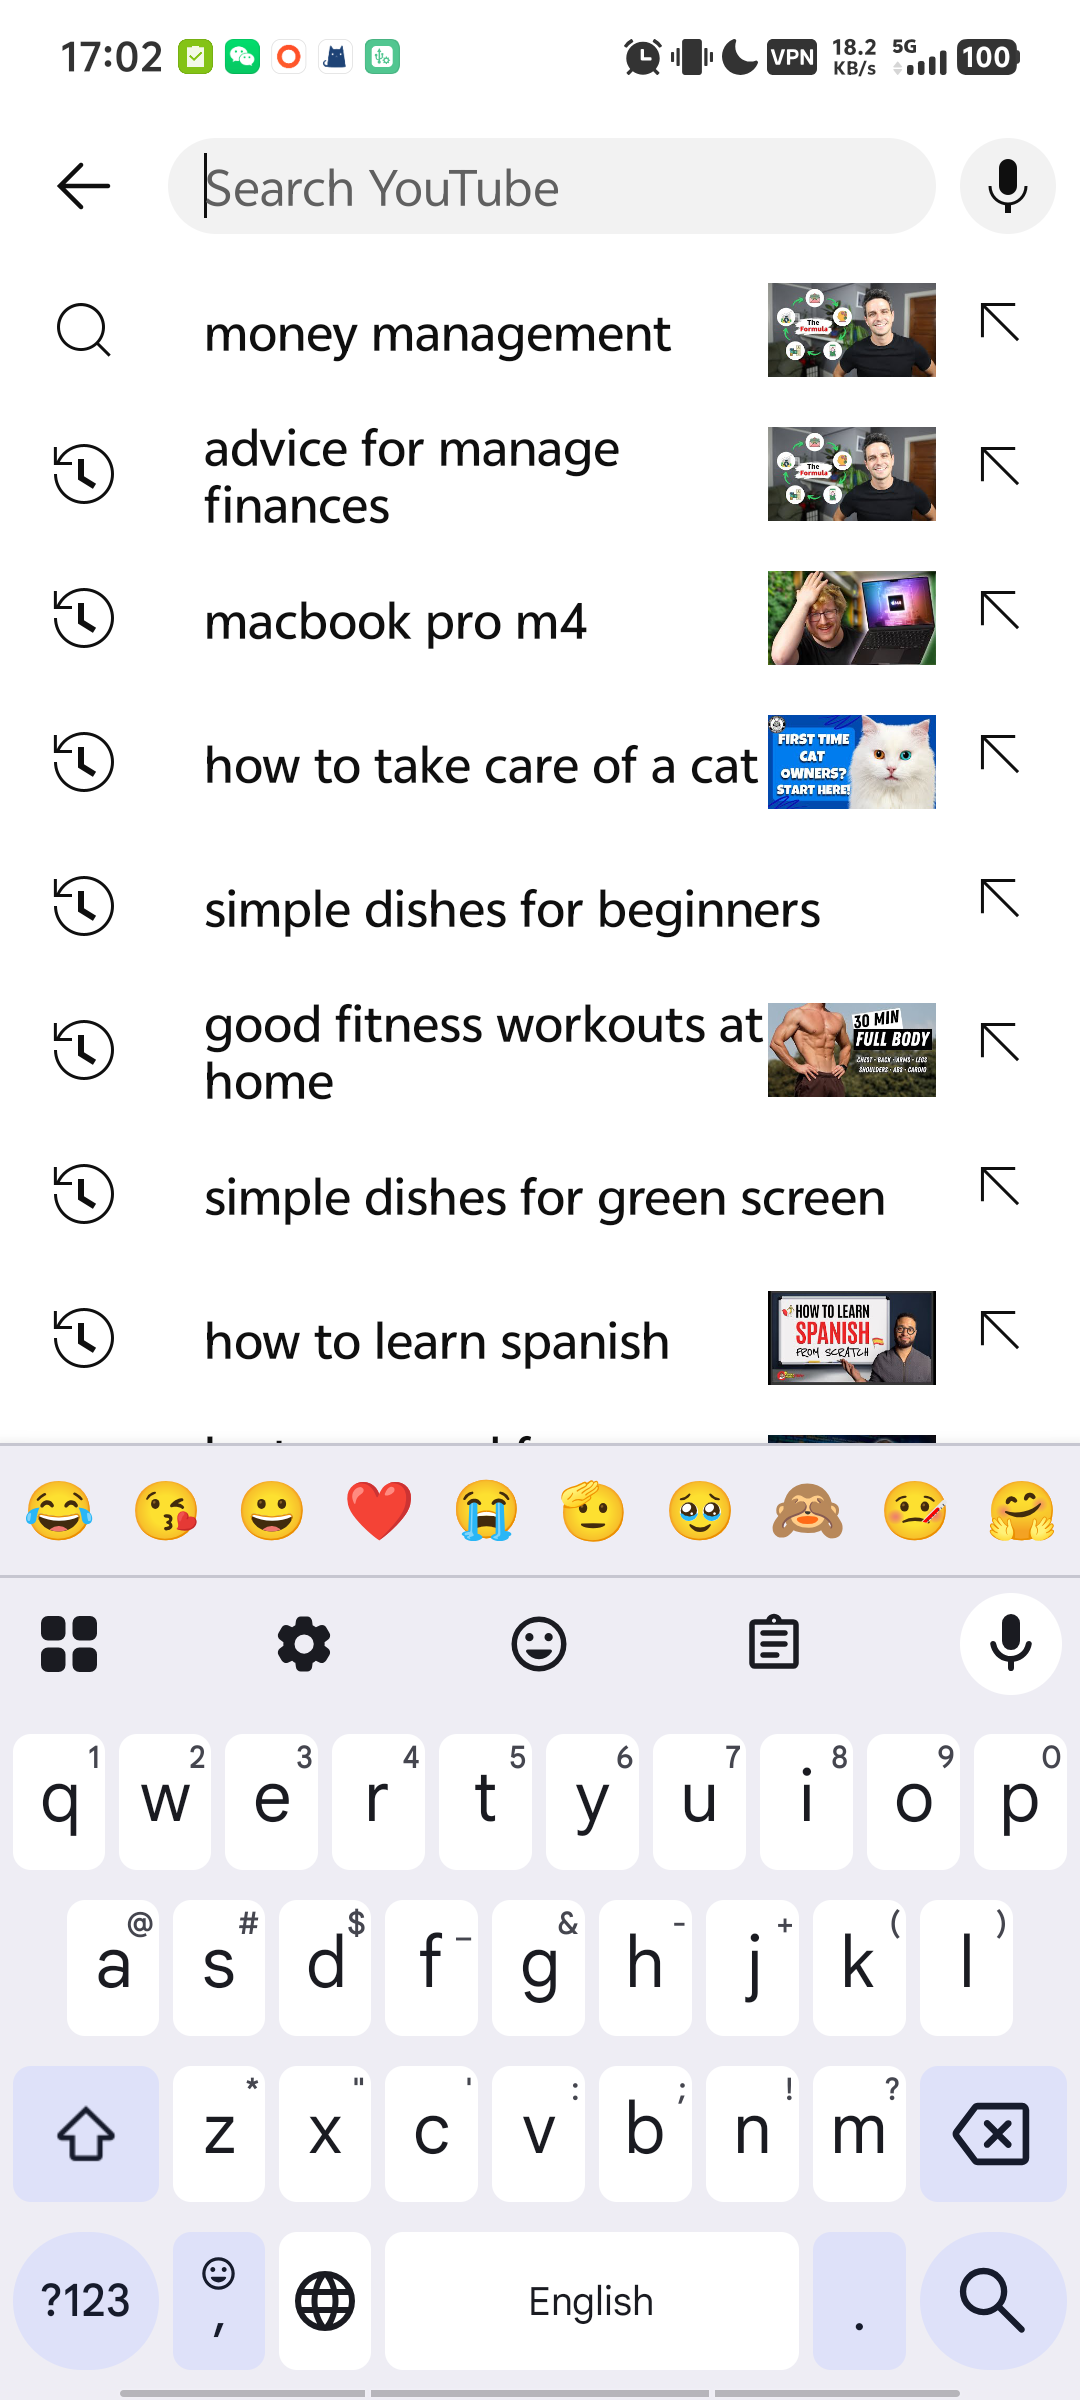 17:02
VPN
18.2
KB/s
5G
100
Search YouTube
money management
The
Formula
advice for manage
finances
The
Formula
macbook pro m4
how to take care of a cat
FIRST TIME
CAT
OWNERS?
START HERE!
simple dishes for beginners
good fitness workouts at
home
30 MIN
FULL BODY
CHEST • BACK • ARMS • LEGS
SHOULDERS • ABS • CARDIO
simple dishes for green screen
how to learn spanish
HOW TO LEARN
SPANISH
FROM SCRATCH
1 2 3 4 5 6 7 8 9 0
q w e r t y u i o p
@ # $ _ & - + ( )
a s d f g h j k l
* " ' : ; ! ?
z x c v b n m
?123 , English .